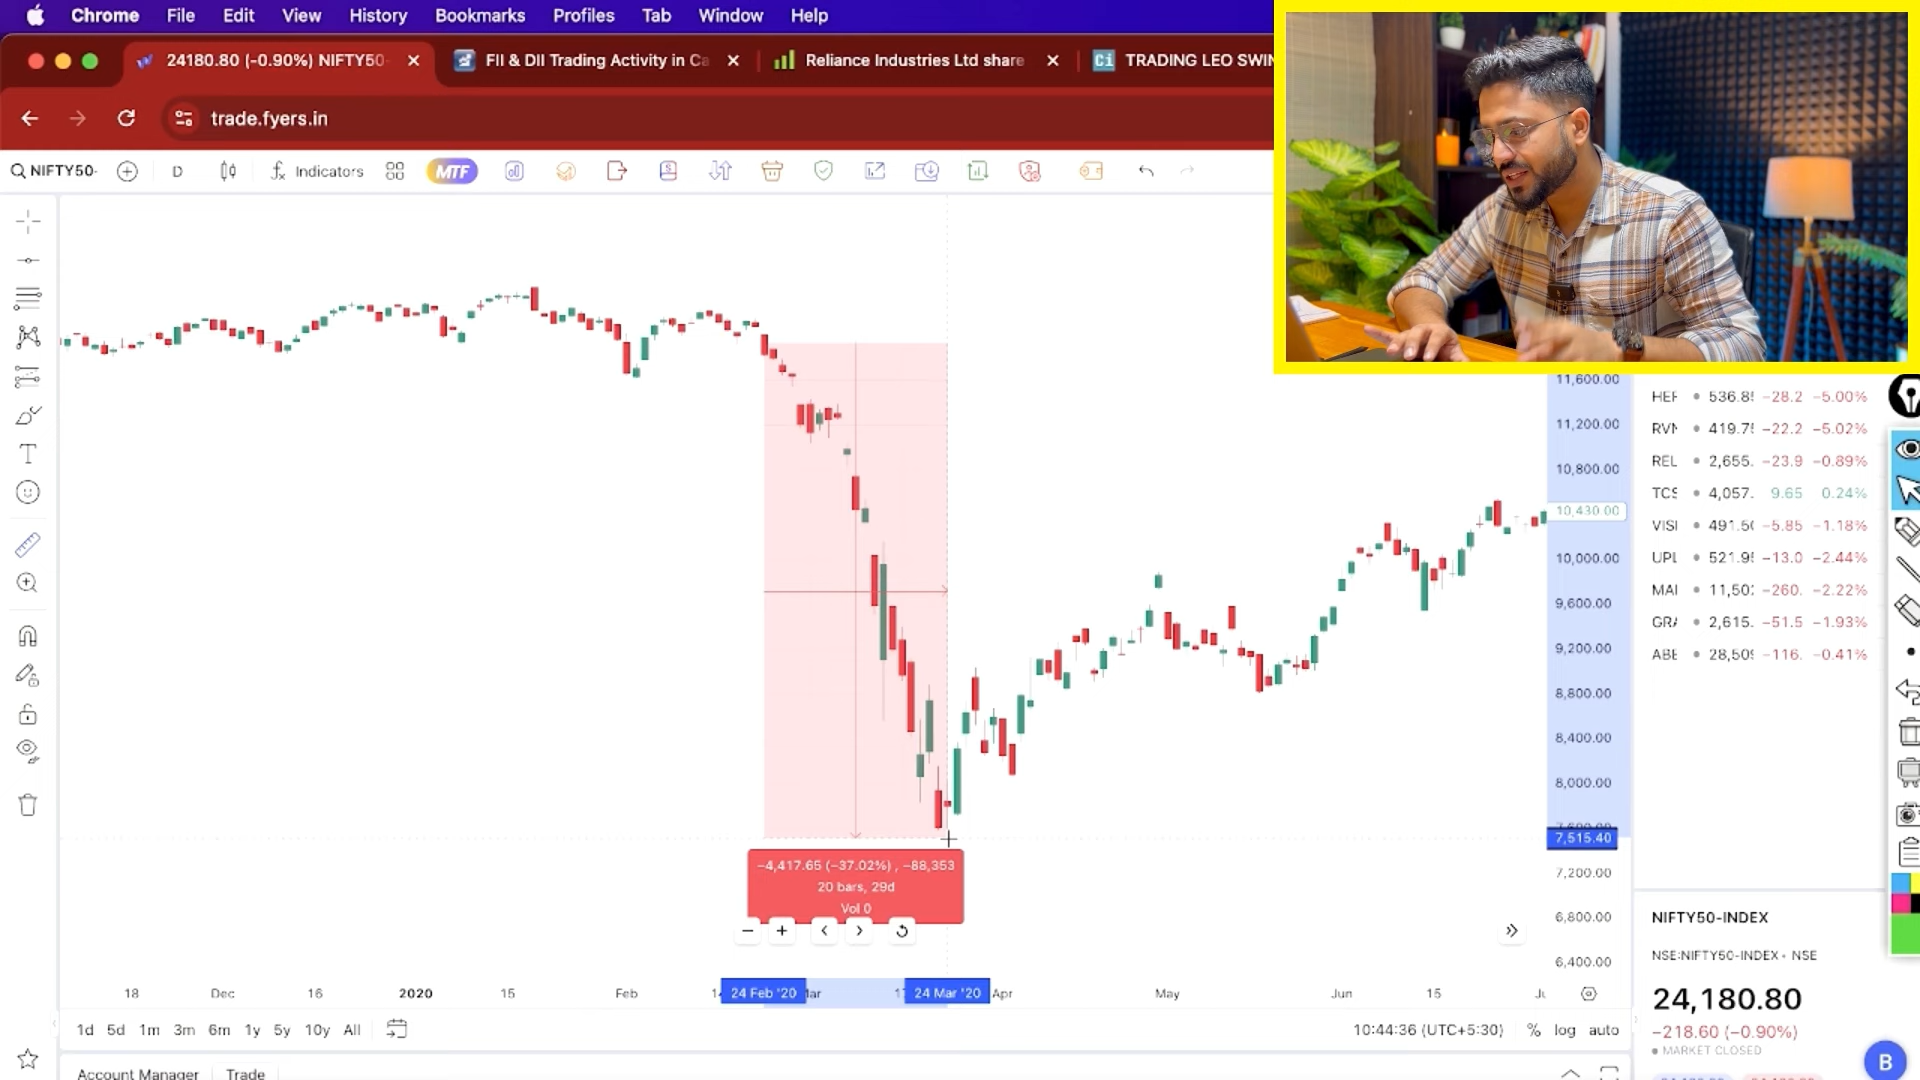 Chrome File Edit View History Bookmarks Profiles Tab Window Help
24180.80 (-0.90%) NIFTY50-
FII & DII Trading Activity in Ca
Reliance Industries Ltd share
Ci TRADING LEO SWIN
trade.fyers.in
NIFTY50- D Indicators MTF
11,600.00
11,200.00
10,800.00
10,430.00
10,000.00
9,600.00
9,200.00
8,800.00
8,400.00
8,000.00
7,515.40
7,200.00
6,800.00
6,400.00
−4,417.65 (−37.02%) , −88,353
20 bars, 29d
Vol 0
18 Dec 16 2020 15 Feb 24 Feb '20 24 Mar '20 Apr May Jun 15
1d 5d 1m 3m 6m 1y 5y 10y All
10:44:36 (UTC+5:30) % log auto
Account Manager Trade
536.8 −28.2 −5.00%
419.7 −22.2 −5.02%
REL 2,655. −23.9 −0.89%
TCS 4,057. 9.65 0.24%
VISI 491.5 −5.85 −1.18%
UPL 521.9 −13.0 −2.44%
11,50 −260. −2.22%
2,615. −51.5 −1.93%
28,50 −116. −0.41%
NIFTY50-INDEX
NSE:NIFTY50-INDEX • NSE
24,180.80
−218.60 (−0.90%)
MARKET CLOSED
B